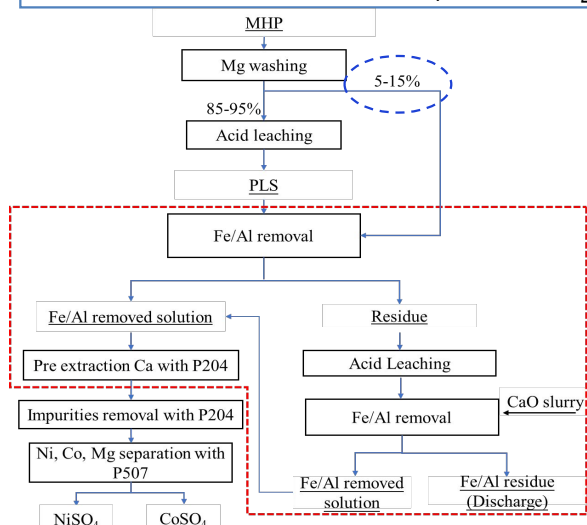 MHP
Mg washing
5-15%
85-95%
Acid leaching
PLS
Fe/Al removal
Fe/Al removed solution
Residue
Pre extraction Ca with P204
Acid Leaching
CaO slurry
Impurities removal with P204
Fe/Al removal
Ni, Co, Mg separation with
P507
Fe/Al removed
solution
Fe/Al residue
(Discharge)
NiSO4
CoSO4